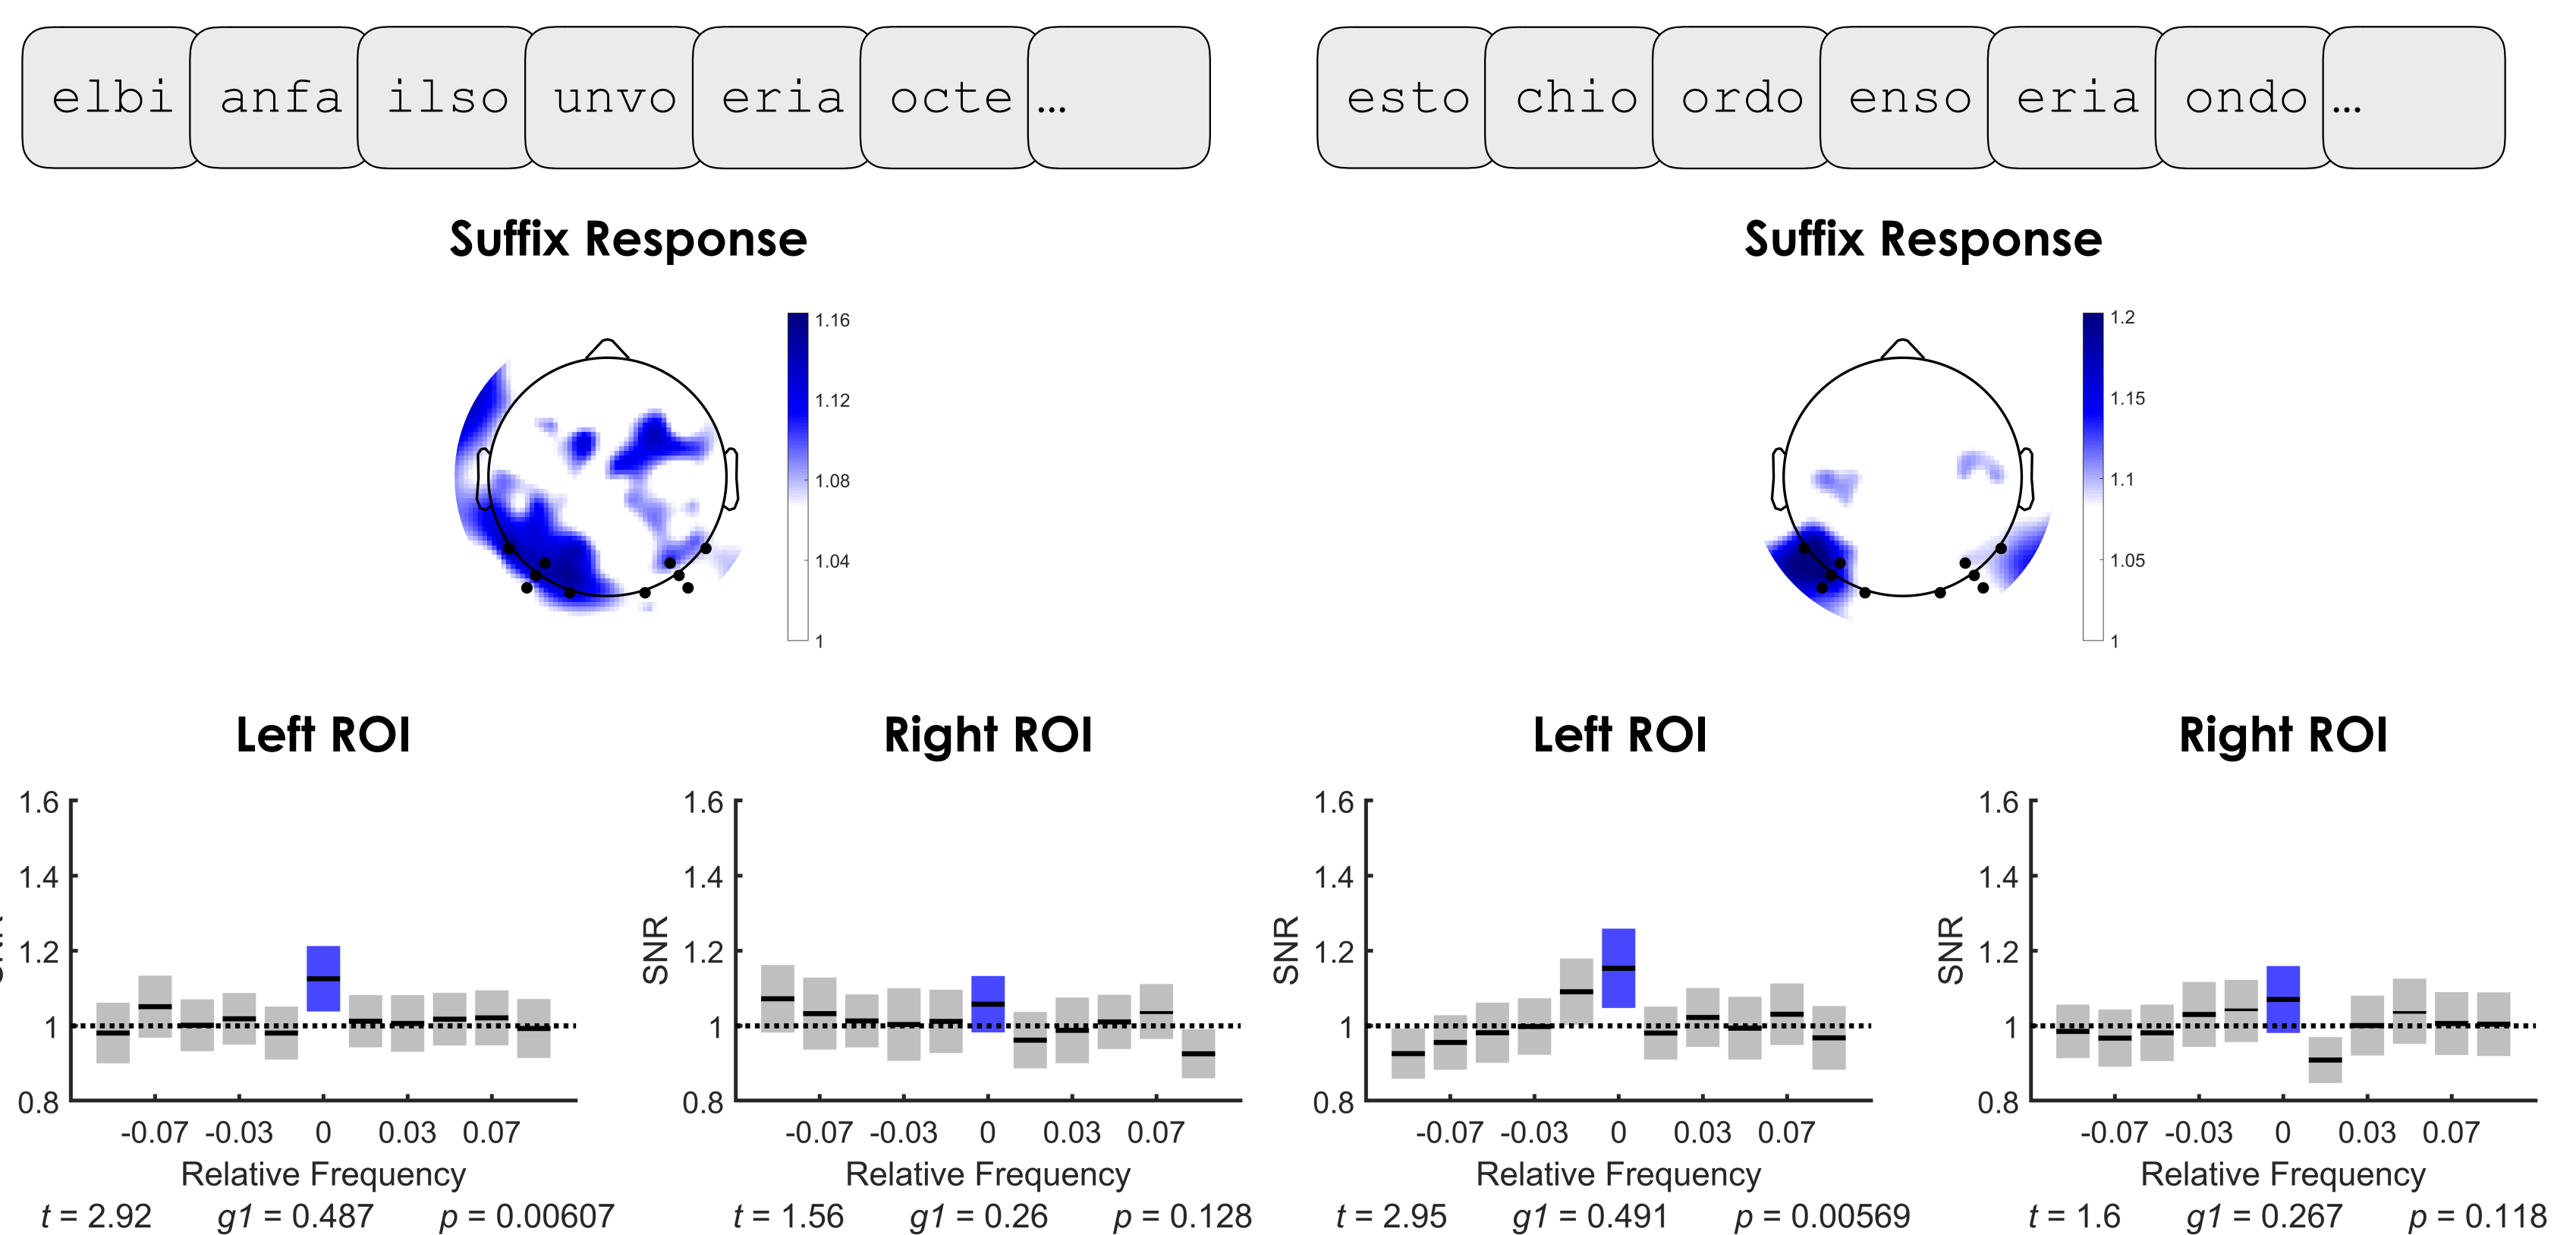 elbi anfa ilso unvo eria octe ...
esto chio ordo enso eria ondo ...
Suffix Response
1.16
1.12
1.08
1.04
1
Suffix Response
1.2
1.15
1.1
1.05
1
Left ROI
1.6
1.4
1.2
1
0.8
-0.07 -0.03 0 0.03 0.07
Relative Frequency
t = 2.92 g1 = 0.487 p = 0.00607
Right ROI
SNR
1.6
1.4
1.2
1
0.8
-0.07 -0.03 0 0.03 0.07
Relative Frequency
t = 1.56 g1 = 0.26 p = 0.128
Left ROI
SNR
1.6
1.4
1.2
1
0.8
-0.07 -0.03 0 0.03 0.07
Relative Frequency
t = 2.95 g1 = 0.491 p = 0.00569
Right ROI
SNR
1.6
1.4
1.2
1
0.8
-0.07 -0.03 0 0.03 0.07
Relative Frequency
t = 1.6 g1 = 0.267 p = 0.118